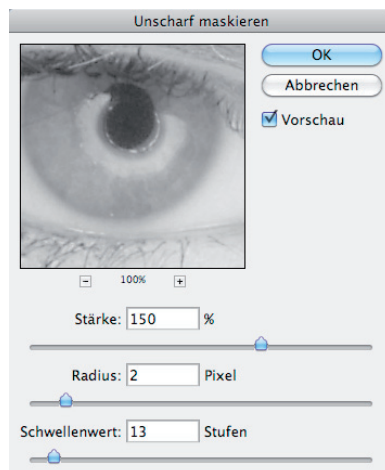 Unscharf maskieren
OK
Abbrechen
Vorschau
100%
Stärke: 150 %
Radius: 2 Pixel
Schwellenwert: 13 Stufen